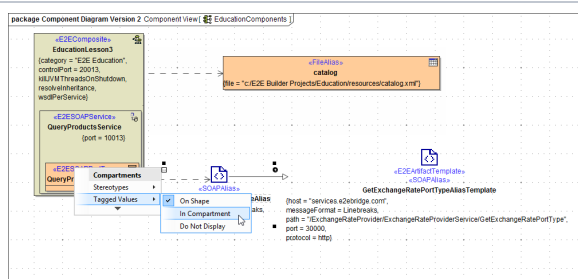 package Component Diagram Version 2 Component View[ EducationComponents ]
«E2EComposite»
EducationLesson3
{category = "E2E Education",
controlPort = 20013,
killJVMThreadsOnShutdown,
resolveInheritance,
wsdlPerService}
«FileAlias»
catalog
{file = "c:/E2E Builder Projects/Education/resources/catalog.xml"}
«E2ESOAPService»
QueryProductsService
{port = 10013}
QueryPr
Compartments
Stereotypes
Tagged Values
On Shape
In Compartment
Do Not Display
«SOAPAlias»
eAlias
aks,
«E2EArtifactTemplate»
«SOAPAlias»
GetExchangeRatePortTypeAliasTemplate
{host = "services.e2ebridge.com",
messageFormat = Linebreaks,
path = "/ExchangeRateProvider/ExchangeRateProviderService/GetExchangeRatePortType",
port = 30000,
protocol = http}